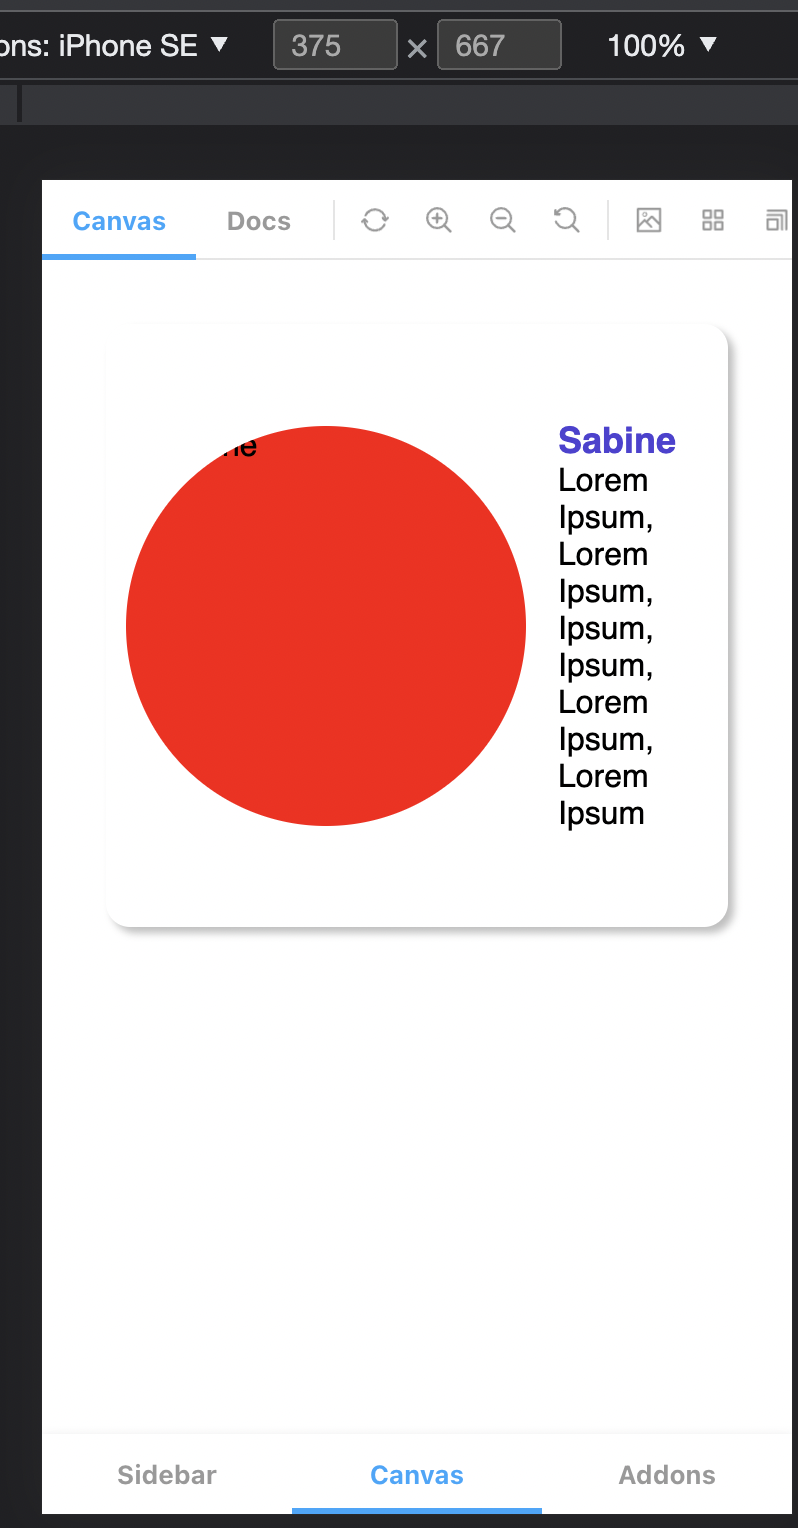 ons: iPhone SE ▼ 375 × 667 100% ▼
Canvas Docs
ne
Sabine
Lorem
Ipsum,
Lorem
Ipsum,
Ipsum,
Ipsum,
Lorem
Ipsum,
Lorem
Ipsum
Sidebar Canvas Addons